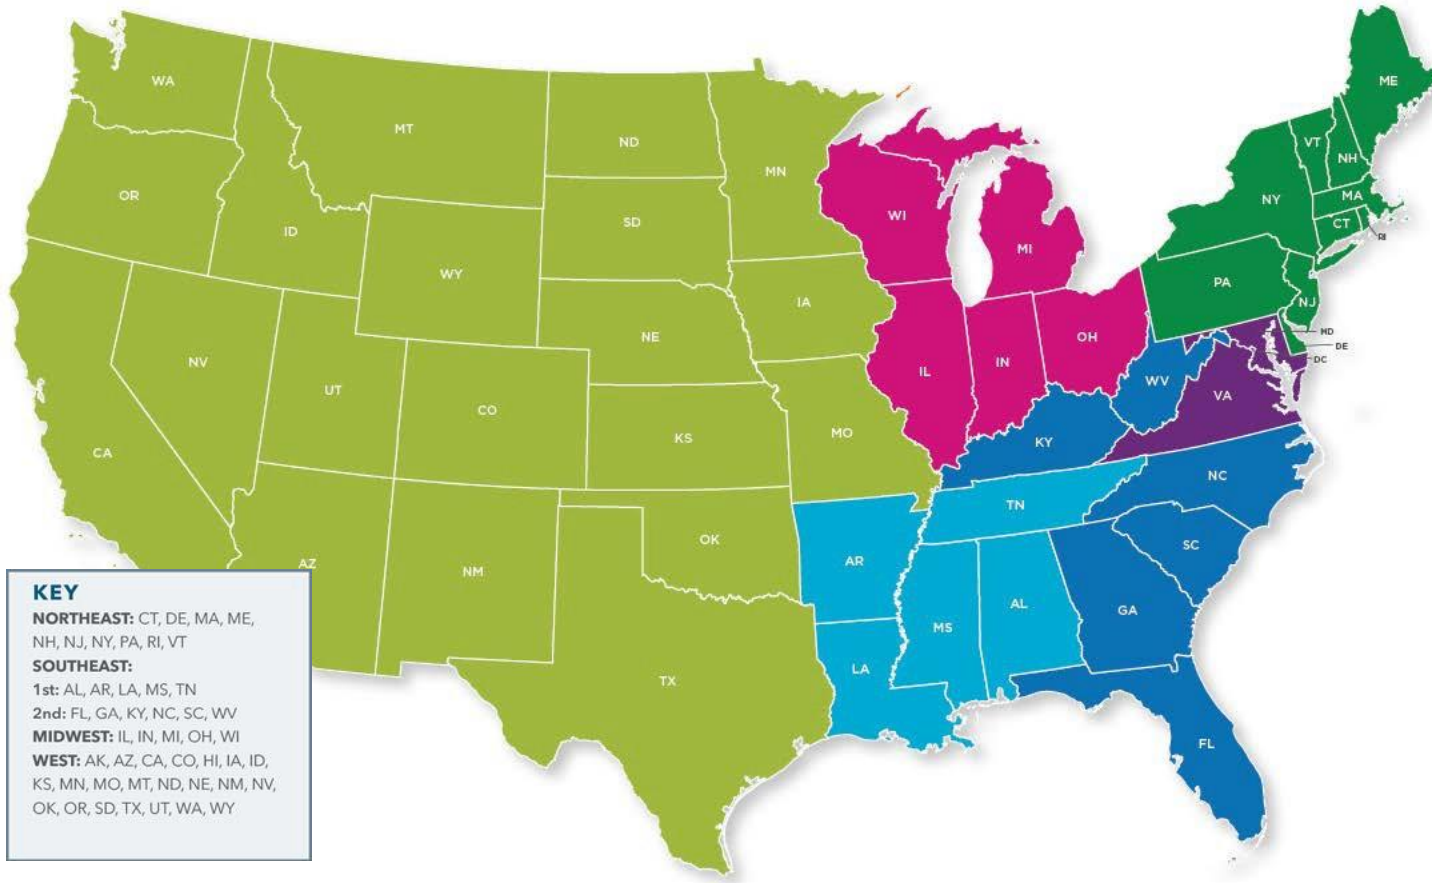 WA
MT
ND
MN
ME
VT
NH
OR
ID
SD
WI
MI
NY
MA
CT
RI
WY
IA
PA
NJ
NV
UT
NE
IL
IN
OH
MD
DE
DC
CO
KS
MO
WV
VA
CA
KY
NC
AZ
NM
OK
AR
TN
SC
MS
AL
GA
TX
LA
FL
KEY
NORTHEAST: CT, DE, MA, ME,
NH, NJ, NY, PA, RI, VT
SOUTHEAST:
1st: AL, AR, LA, MS, TN
2nd: FL, GA, KY, NC, SC, WV
MIDWEST: IL, IN, MI, OH, WI
WEST: AK, AZ, CA, CO, HI, IA, ID,
KS, MN, MO, MT, ND, NE, NM, NV,
OK, OR, SD, TX, UT, WA, WY